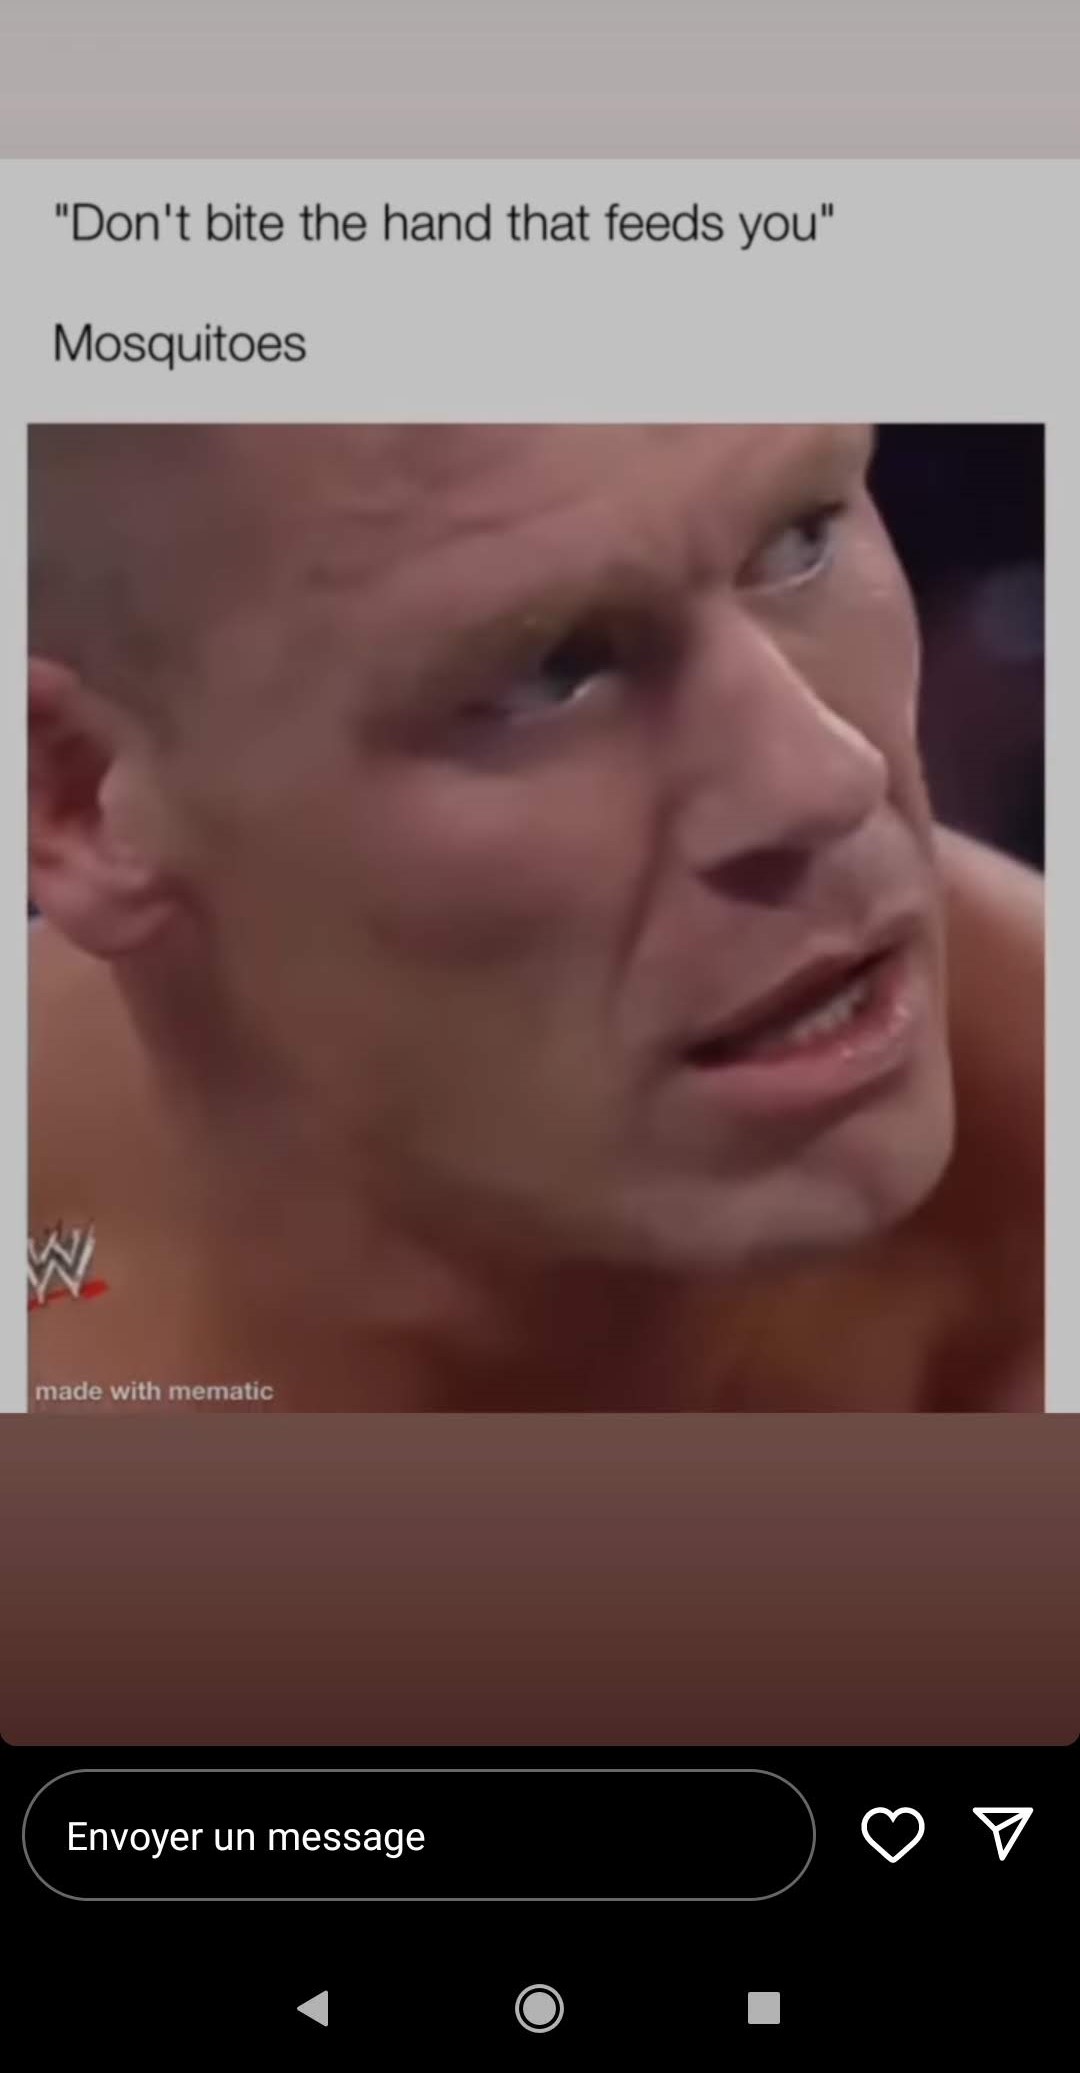 "Don't bite the hand that feeds you"
Mosquitoes
W
made with mematic
Envoyer un message